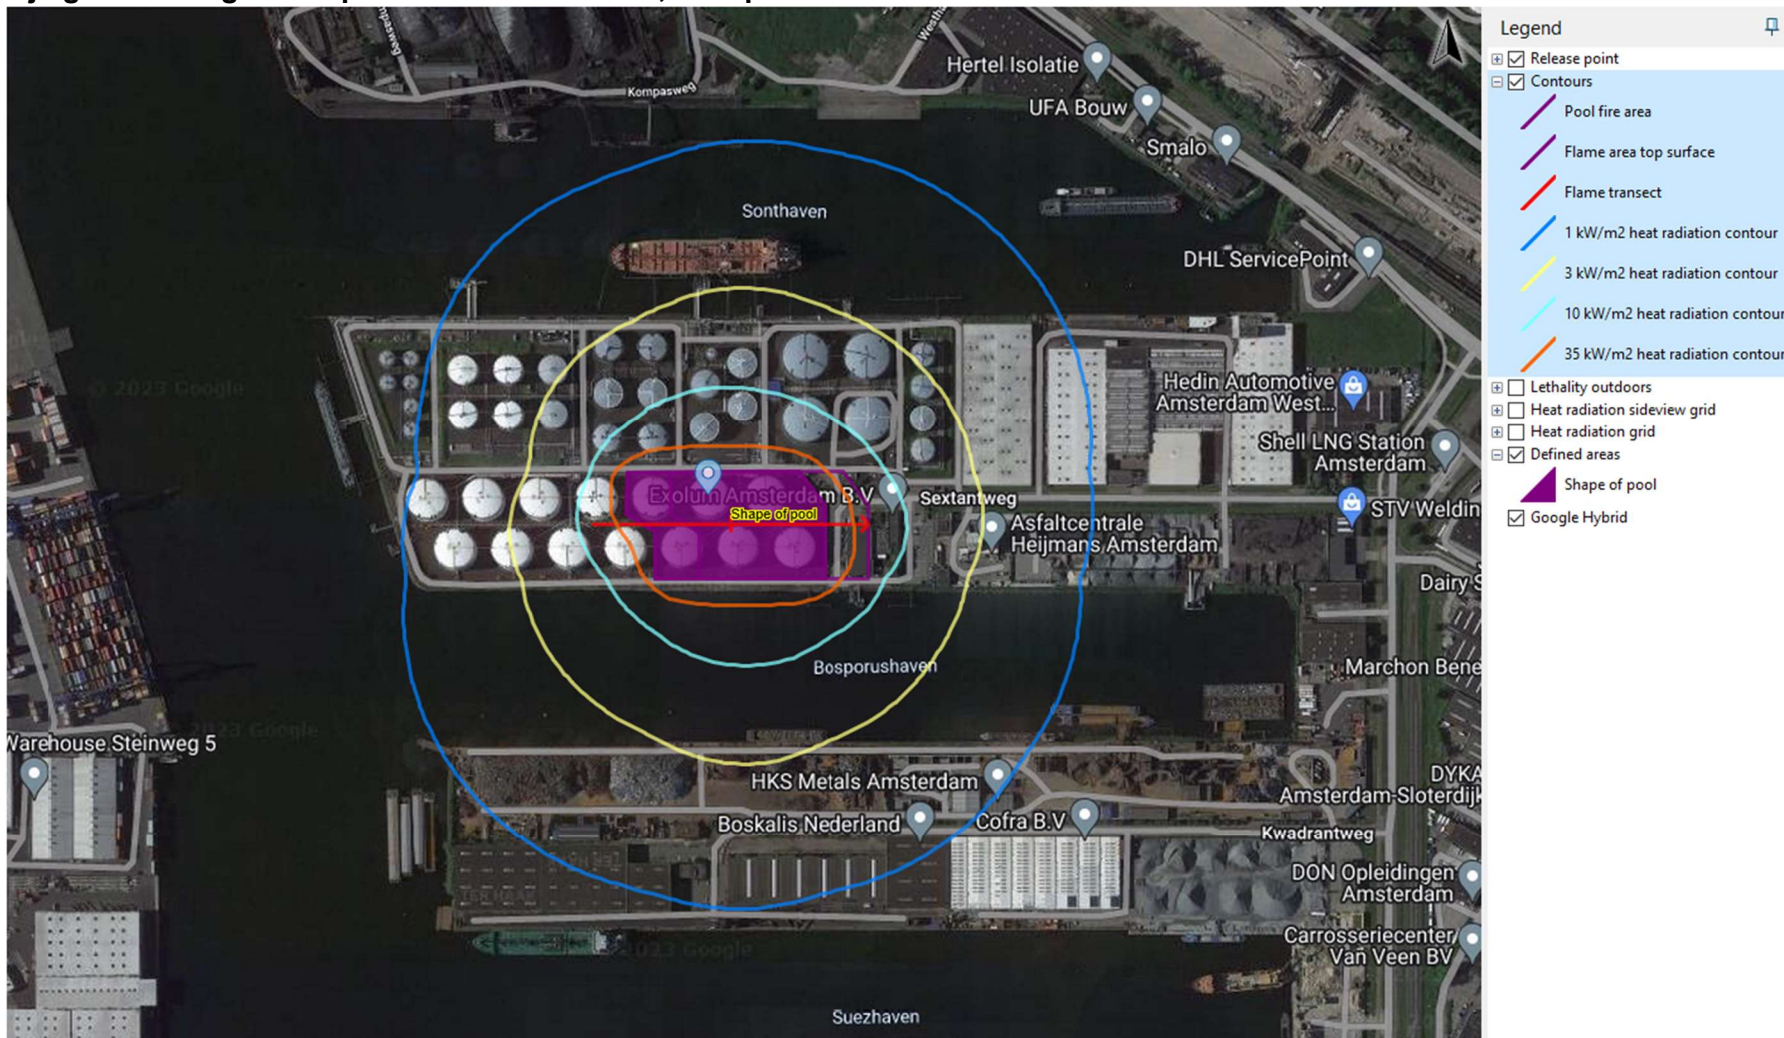 Legend
Release point
Contours
Pool fire area
Flame area top surface
Flame transect
1 kW/m2 heat radiation contour
3 kW/m2 heat radiation contour
10 kW/m2 heat radiation contour
35 kW/m2 heat radiation contour
Lethality outdoors
Heat radiation sideview grid
Heat radiation grid
Defined areas
Shape of pool
Google Hybrid
Kompasweg
Hertel Isolatie
UFA Bouw
Smalo
Sonthaven
DHL ServicePoint
© 2023 Google
Hedin Automotive
Amsterdam West...
Shell LNG Station
Amsterdam
Exolum Amsterdam B.V
Sextantweg
Shape of pool
STV Weldin
Asfaltcentrale
Heijmans Amsterdam
Dairy S
Bosporushaven
Marchon Bene
2023 Google
Warehouse Steinweg 5
HKS Metals Amsterdam
DYKA
Amsterdam-Sloterdijk
Boskalis Nederland
Cofra B.V
Kwadrantweg
DON Opleidingen
Amsterdam
Carrosseriecenter
Van Veen BV
2023 Google
Suezhaven